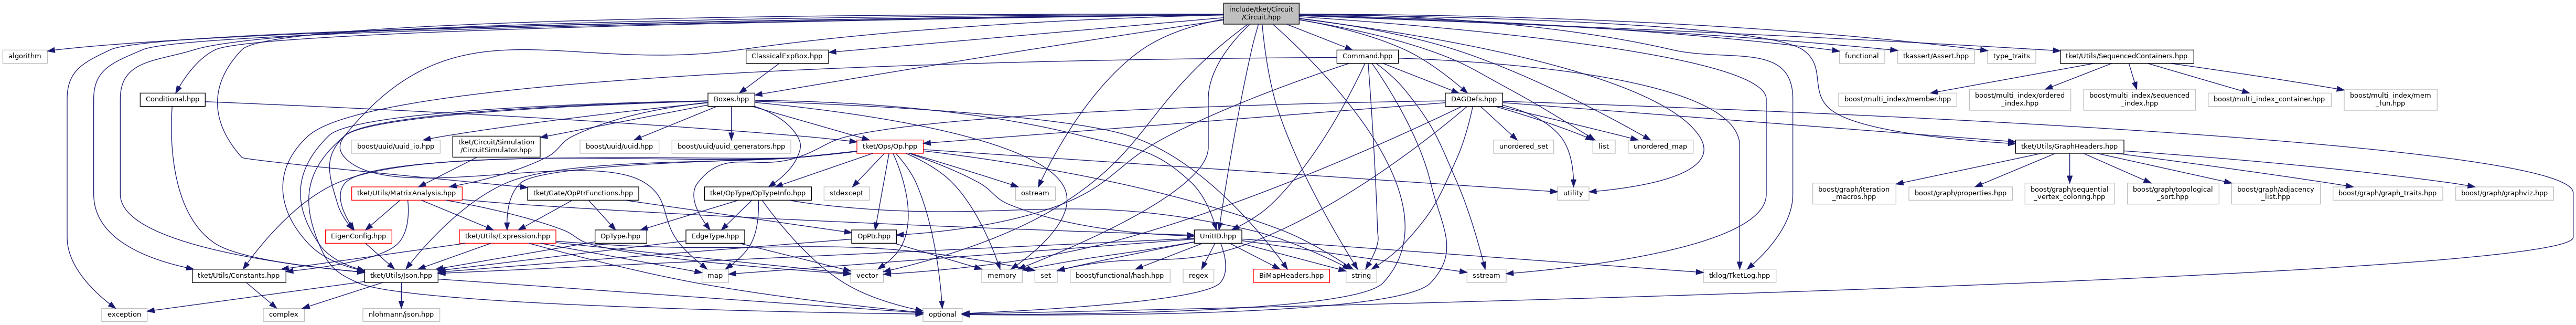 include/tket/Circuit
/Circuit.hpp
algorithm
ClassicalExpBox.hpp
Command.hpp
functional
tkassert/Assert.hpp
type_traits
tket/Utils/SequencedContainers.hpp
Conditional.hpp
Boxes.hpp
DAGDefs.hpp
boost/multi_index/member.hpp
boost/multi_index/ordered
_index.hpp
boost/multi_index/sequenced
_index.hpp
boost/multi_index_container.hpp
boost/multi_index/mem
_fun.hpp
boost/uuid/uuid_io.hpp
tket/Circuit/Simulation
/CircuitSimulator.hpp
boost/uuid/uuid.hpp
boost/uuid/uuid_generators.hpp
tket/Ops/Op.hpp
unordered_set
list
unordered_map
tket/Utils/GraphHeaders.hpp
tket/Utils/MatrixAnalysis.hpp
tket/Gate/OpPtrFunctions.hpp
tket/OpType/OpTypeInfo.hpp
stdexcept
ostream
utility
boost/graph/iteration
_macros.hpp
boost/graph/properties.hpp
boost/graph/sequential
_vertex_coloring.hpp
boost/graph/topological
_sort.hpp
boost/graph/adjacency
_list.hpp
boost/graph/graph_traits.hpp
boost/graph/graphviz.hpp
EigenConfig.hpp
tket/Utils/Expression.hpp
OpType.hpp
EdgeType.hpp
OpPtr.hpp
UnitID.hpp
tket/Utils/Constants.hpp
tket/Utils/Json.hpp
map
vector
memory
set
boost/functional/hash.hpp
regex
BiMapHeaders.hpp
string
sstream
tklog/TketLog.hpp
exception
complex
nlohmann/json.hpp
optional